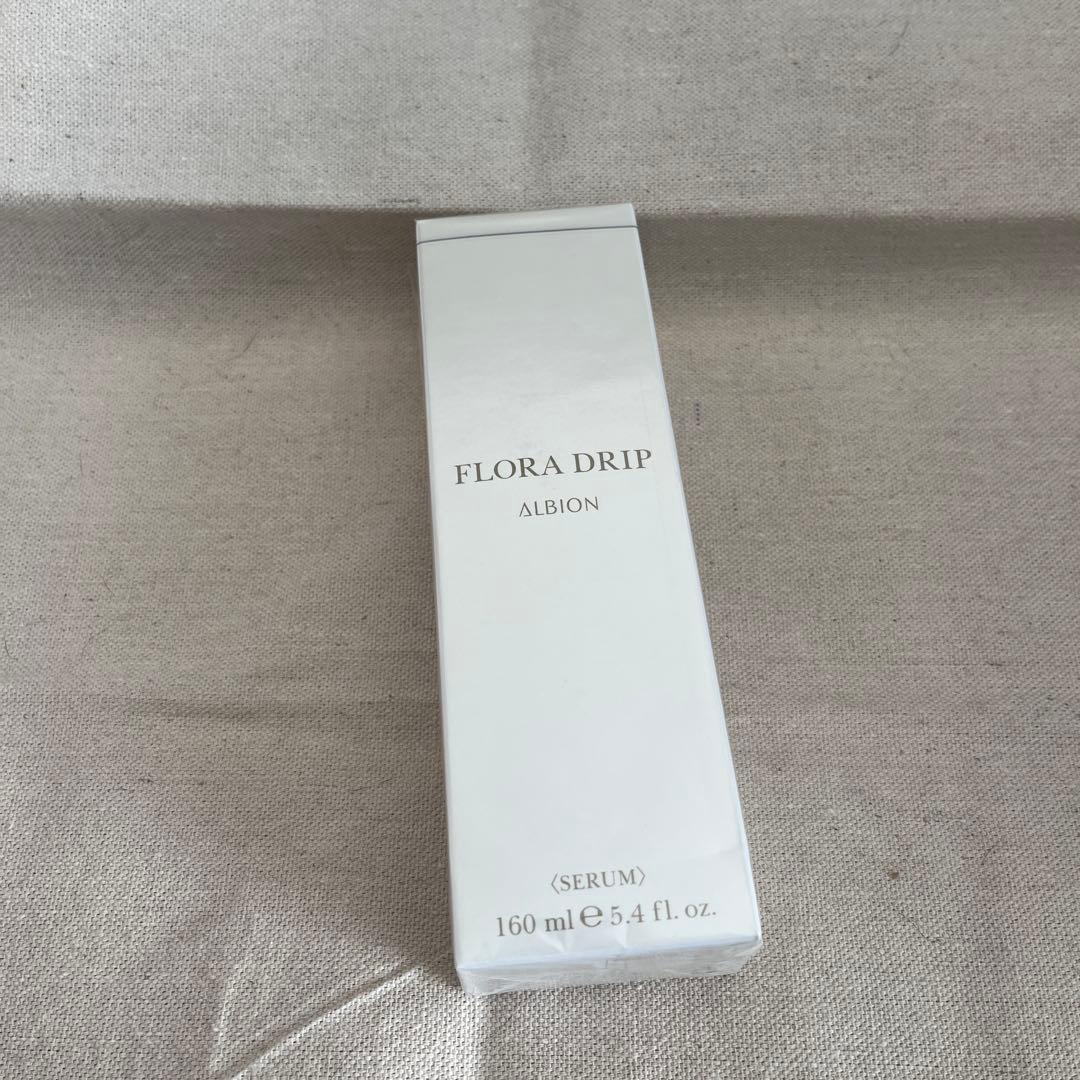 FLORA DRIP
ALBION
〈SERUM〉
160 ml ℮ 5.4 fl. oz.